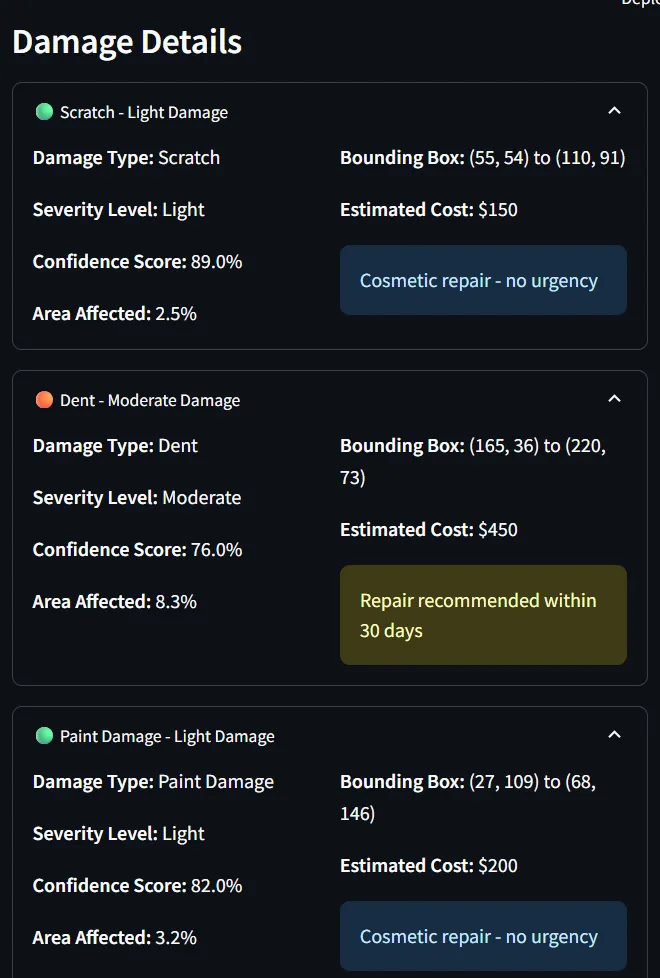 Damage Details
Scratch - Light Damage
Damage Type: Scratch
Severity Level: Light
Confidence Score: 89.0%
Area Affected: 2.5%
Bounding Box: (55, 54) to (110, 91)
Estimated Cost: $150
Cosmetic repair - no urgency
Dent - Moderate Damage
Damage Type: Dent
Severity Level: Moderate
Confidence Score: 76.0%
Area Affected: 8.3%
Bounding Box: (165, 36) to (220,
73)
Estimated Cost: $450
Repair recommended within
30 days
Paint Damage - Light Damage
Damage Type: Paint Damage
Severity Level: Light
Confidence Score: 82.0%
Area Affected: 3.2%
Bounding Box: (27, 109) to (68,
146)
Estimated Cost: $200
Cosmetic repair - no urgency